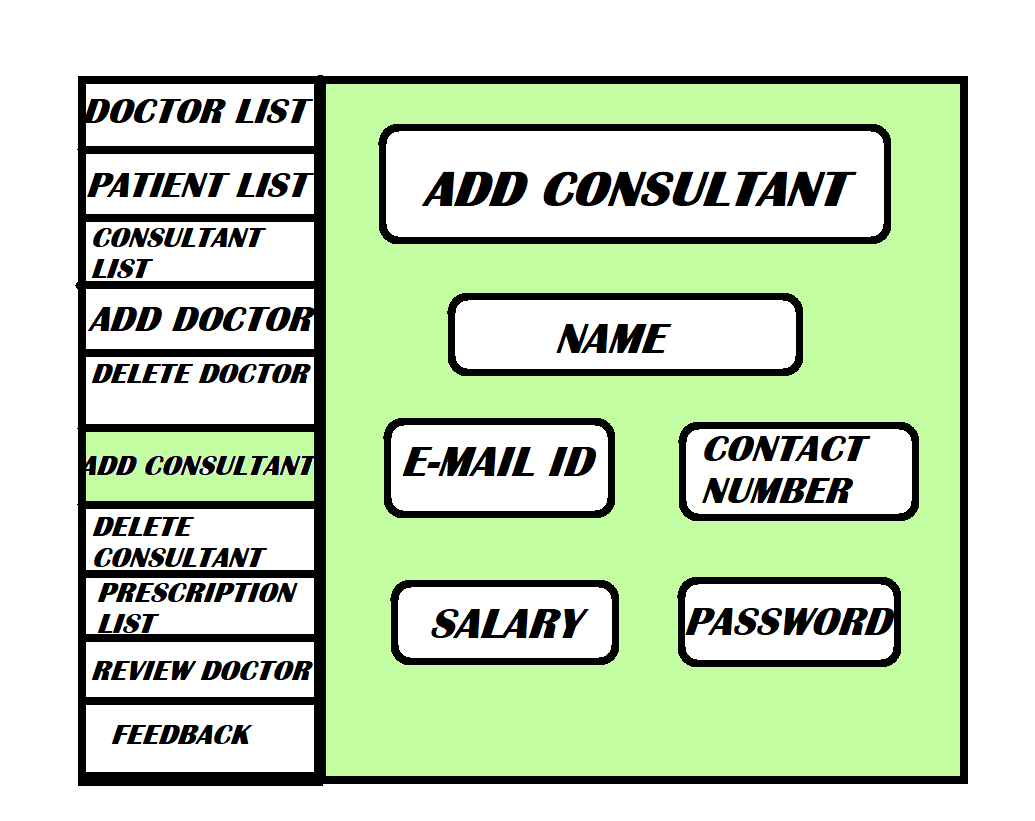 DOCTOR LIST
PATIENT LIST
CONSULTANT
LIST
ADD DOCTOR
DELETE DOCTOR
ADD CONSULTANT
DELETE
CONSULTANT
PRESCRIPTION
LIST
REVIEW DOCTOR
FEEDBACK
ADD CONSULTANT
NAME
E-MAIL ID
CONTACT
NUMBER
SALARY
PASSWORD